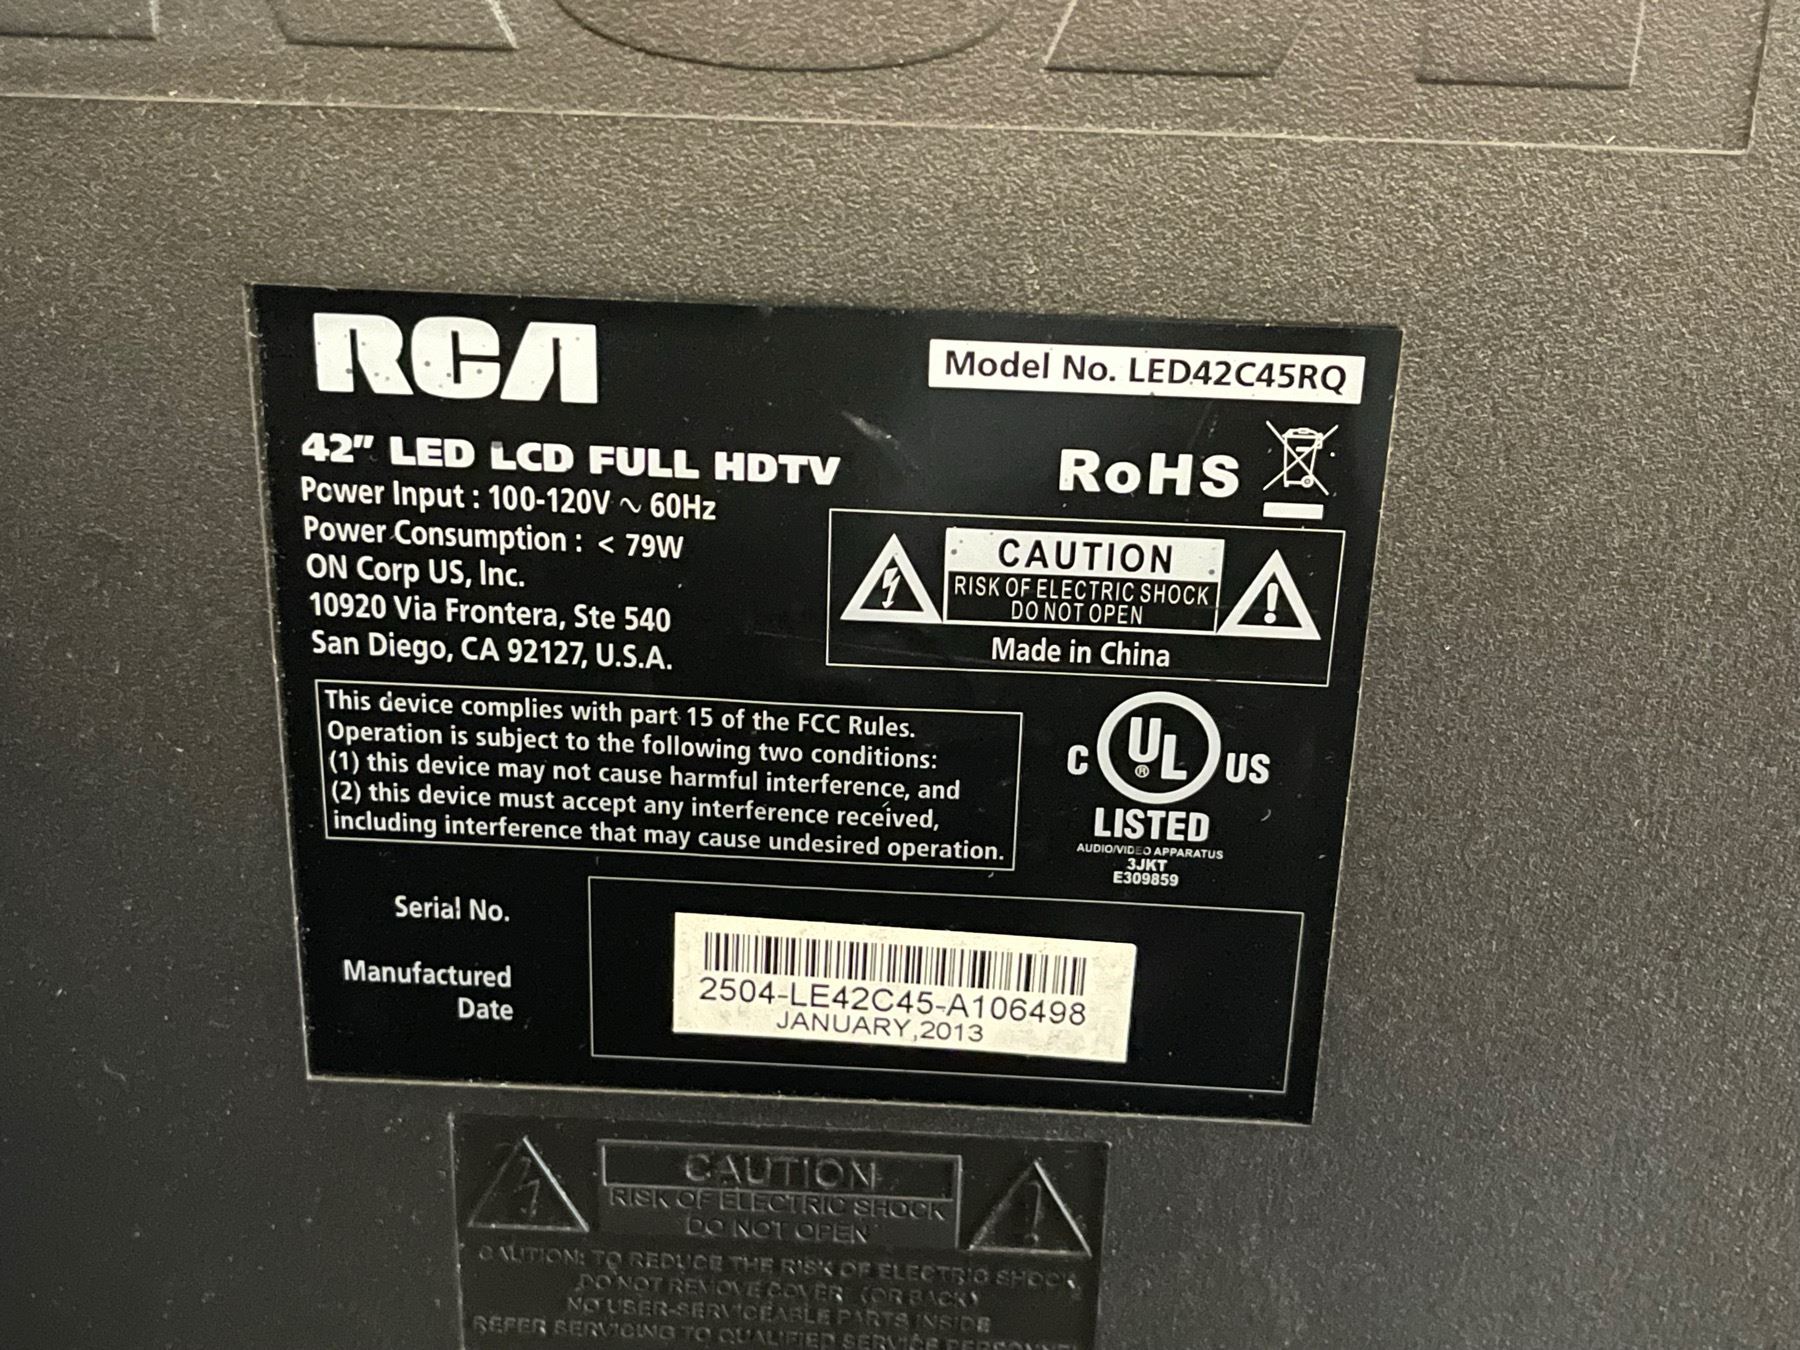 RCA
Model No. LED42C45RQ
42" LED LCD FULL HDTV
Power Input : 100-120V ~ 60Hz
Power Consumption : < 79W
ON Corp US, Inc.
10920 Via Frontera, Ste 540
San Diego, CA 92127, U.S.A.
RoHS
CAUTION
RISK OF ELECTRIC SHOCK
DO NOT OPEN
Made in China
This device complies with part 15 of the FCC Rules.
Operation is subject to the following two conditions:
(1) this device may not cause harmful interference, and
(2) this device must accept any interference received,
including interference that may cause undesired operation.
C UL ® US
LISTED
AUDIO/VIDEO APPARATUS
3JKT
E309859
Serial No.
Manufactured
Date
2504-LE42C45-A106498
JANUARY,2013
CAUTION
RISK OF ELECTRIC SHOCK
DO NOT OPEN
CAUTION: TO REDUCE THE RISK OF ELECTRIC SHOCK,
DO NOT REMOVE COVER (OR BACK)
NO USER-SERVICEABLE PARTS INSIDE
REFER SERVICING TO QUALIFIED SERVICE